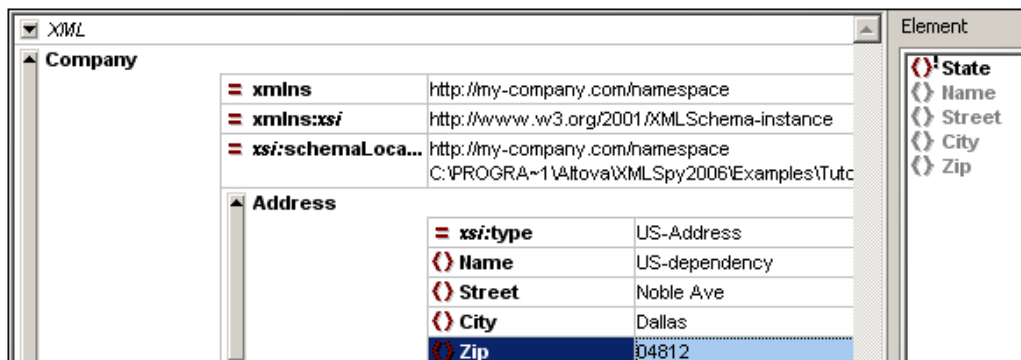 XML
Element
Company
State
= xmlns http://my-company.com/namespace
Name
= xmlns:xsi http://www.w3.org/2001/XMLSchema-instance
Street
= xsi:schemaLoca... http://my-company.com/namespace
City
C:\PROGRA~1\Altova\XMLSpy2006\Examples\Tuto
Zip
Address
= xsi:type US-Address
Name US-dependency
Street Noble Ave
City Dallas
Zip 04812